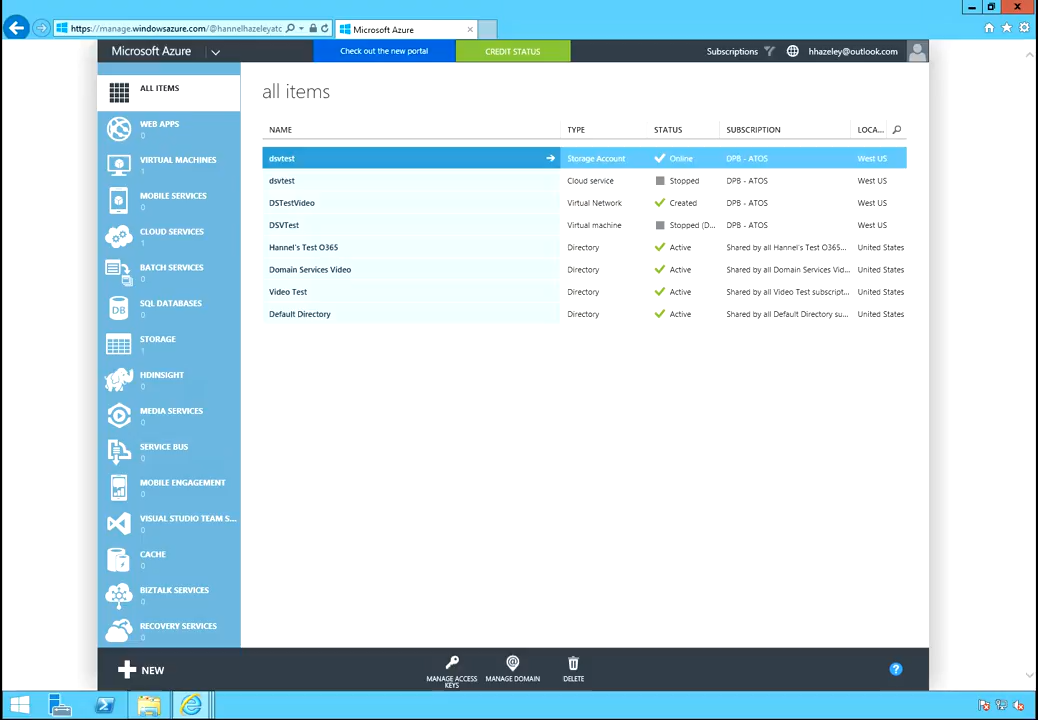 https://manage.windowsazure.com/@hannelhazeleyatc
Microsoft Azure
Microsoft Azure
Check out the new portal
CREDIT STATUS
Subscriptions
hhazeley@outlook.com
ALL ITEMS
WEB APPS
0
VIRTUAL MACHINES
1
MOBILE SERVICES
0
CLOUD SERVICES
1
BATCH SERVICES
0
SQL DATABASES
0
DB
STORAGE
1
HDINSIGHT
0
MEDIA SERVICES
0
SERVICE BUS
0
MOBILE ENGAGEMENT
0
VISUAL STUDIO TEAM S...
0
CACHE
0
BIZTALK SERVICES
0
RECOVERY SERVICES
0
all items
NAME TYPE STATUS SUBSCRIPTION LOCA...
dsvtest Storage Account Online DPB - ATOS West US
dsvtest Cloud service Stopped DPB - ATOS West US
DSTestVideo Virtual Network Created DPB - ATOS West US
DSVTest Virtual machine Stopped (D... DPB - ATOS West US
Hannel's Test O365 Directory Active Shared by all Hannel's Test O365... United States
Domain Services Video Directory Active Shared by all Domain Services Vid... United States
Video Test Directory Active Shared by all Video Test subscript... United States
Default Directory Directory Active Shared by all Default Directory su... United States
NEW
MANAGE ACCESS
KEYS
MANAGE DOMAIN
DELETE
?